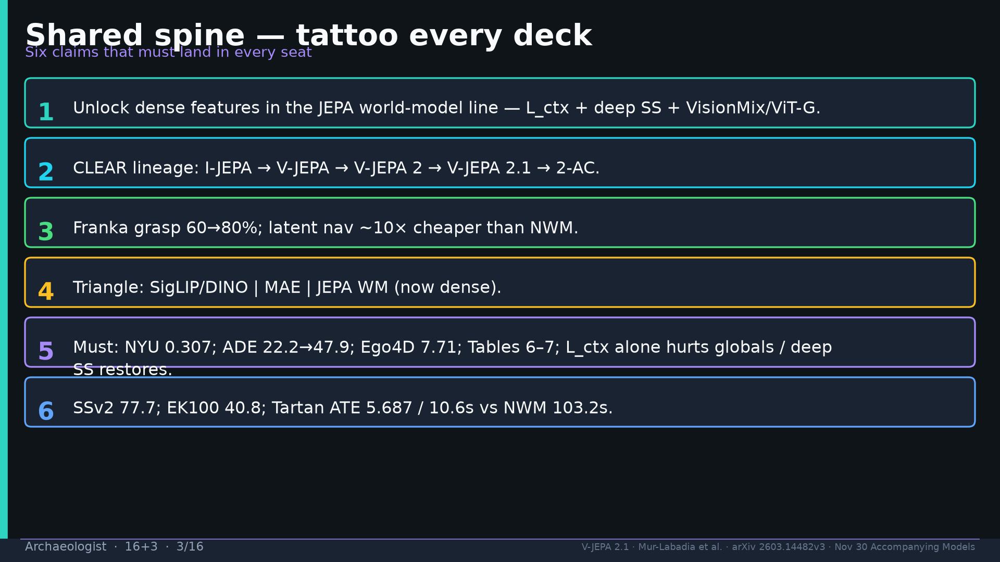 Shared spine — tattoo every deck
Six claims that must land in every seat
1 Unlock dense features in the JEPA world-model line — L_ctx + deep SS + VisionMix/ViT-G.
2 CLEAR lineage: I-JEPA → V-JEPA → V-JEPA 2 → V-JEPA 2.1 → 2-AC.
3 Franka grasp 60→80%; latent nav ~10× cheaper than NWM.
4 Triangle: SigLIP/DINO | MAE | JEPA WM (now dense).
5 Must: NYU 0.307; ADE 22.2→47.9; Ego4D 7.71; Tables 6–7; L_ctx alone hurts globals / deep
SS restores.
6 SSv2 77.7; EK100 40.8; Tartan ATE 5.687 / 10.6s vs NWM 103.2s.
Archaeologist · 16+3 · 3/16
V-JEPA 2.1 · Mur-Labadia et al. · arXiv 2603.14482v3 · Nov 30 Accompanying Models